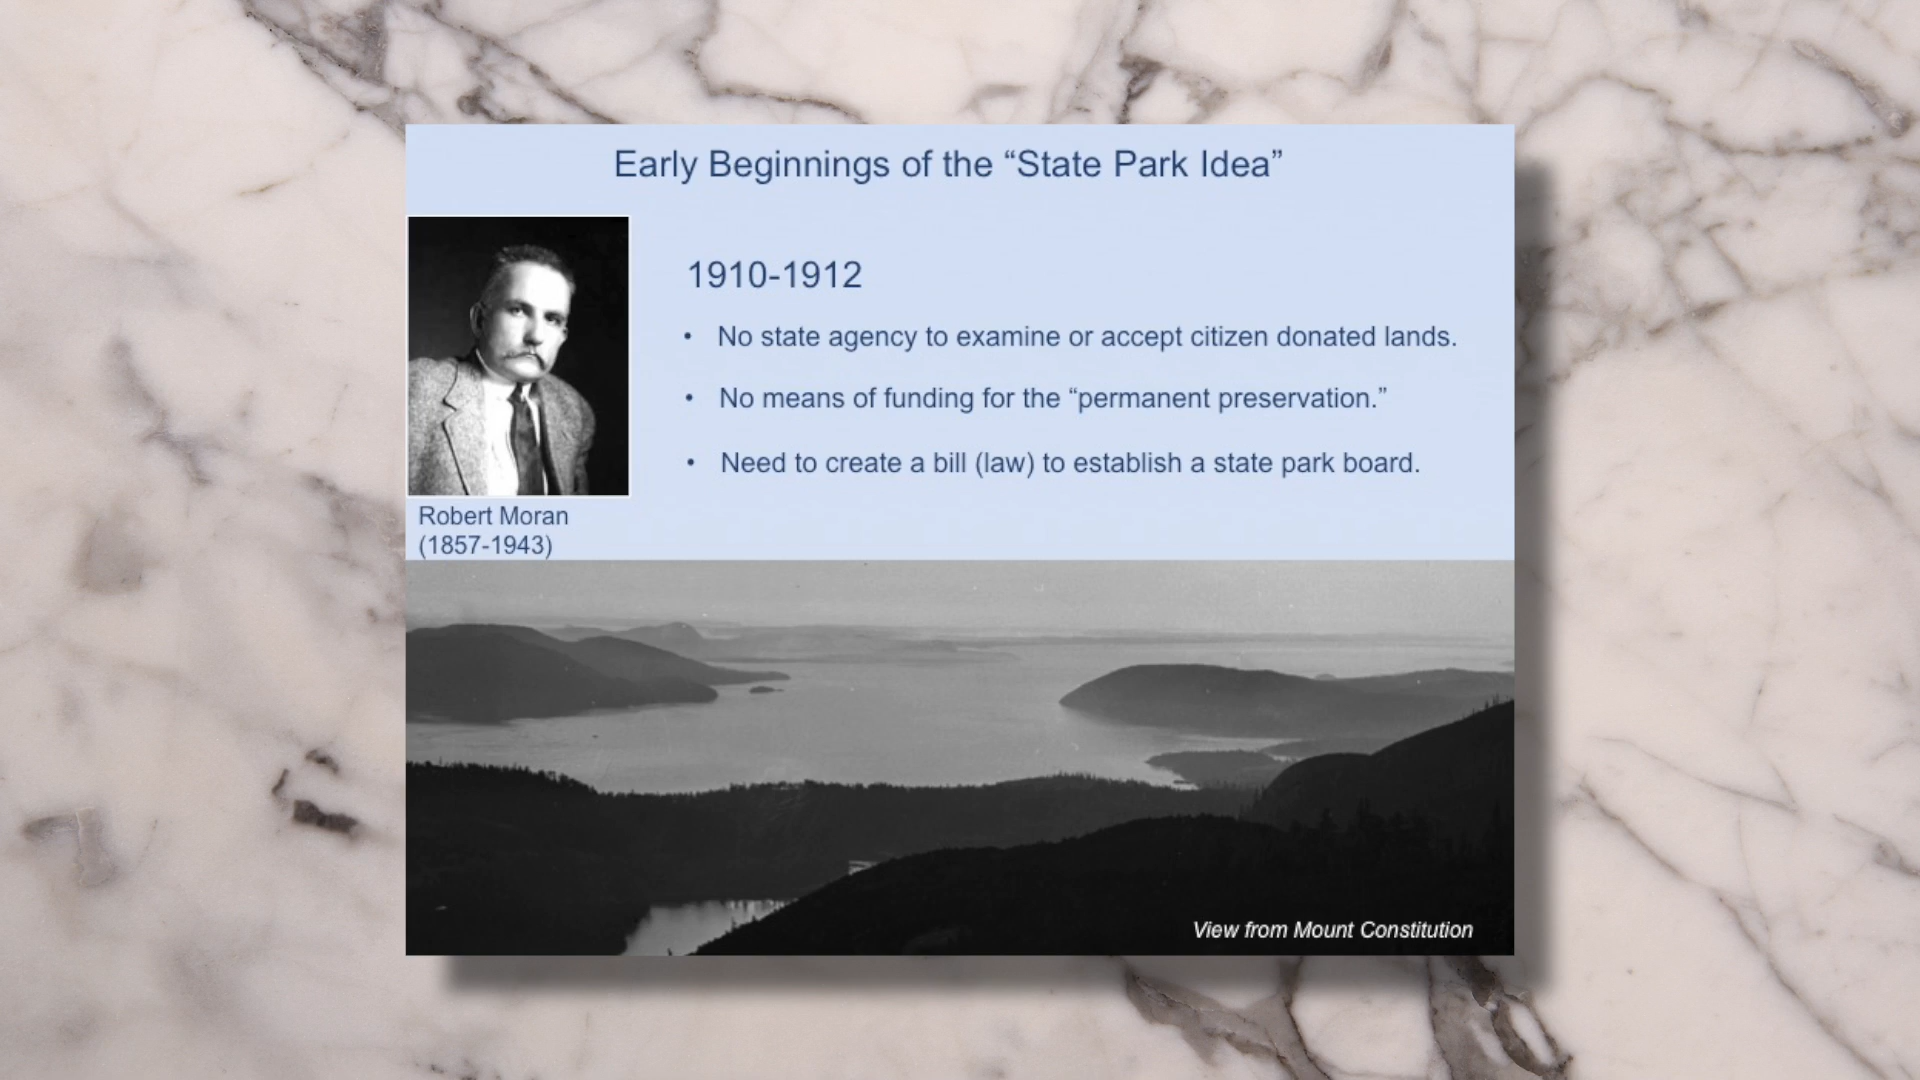 Early Beginnings of the “State Park Idea”
1910-1912
• No state agency to examine or accept citizen donated lands.
• No means of funding for the “permanent preservation.”
• Need to create a bill (law) to establish a state park board.
Robert Moran
(1857-1943)
View from Mount Constitution